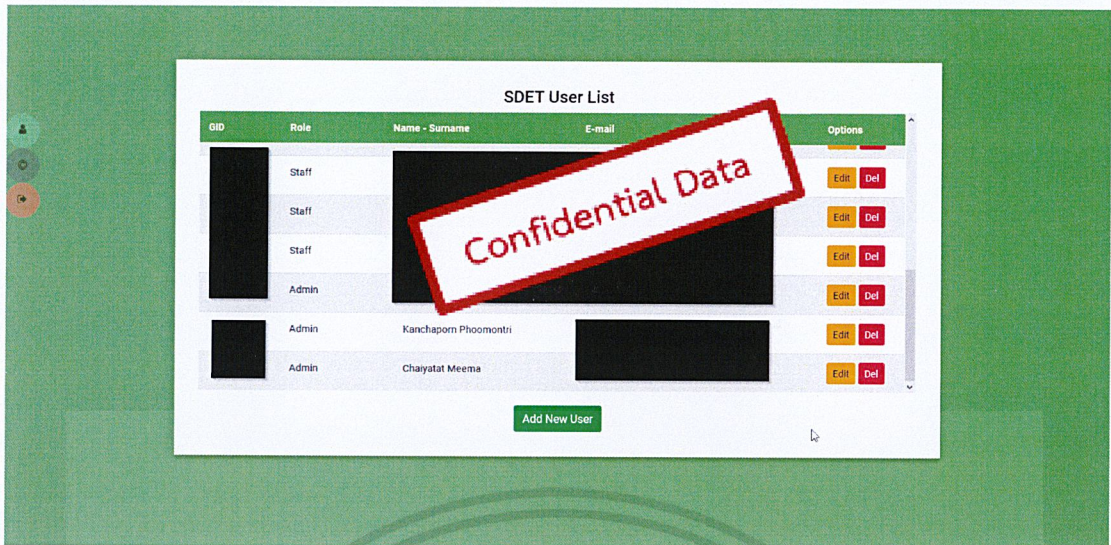 SDET User List
GID Role Name - Surname E-mail Options
Staff Edit Del
Staff Edit Del
Staff Edit Del
Admin Edit Del
Confidential Data
Admin Kanchaporn Phoomontri Edit Del
Admin Chaiyatat Meema Edit Del
Add New User